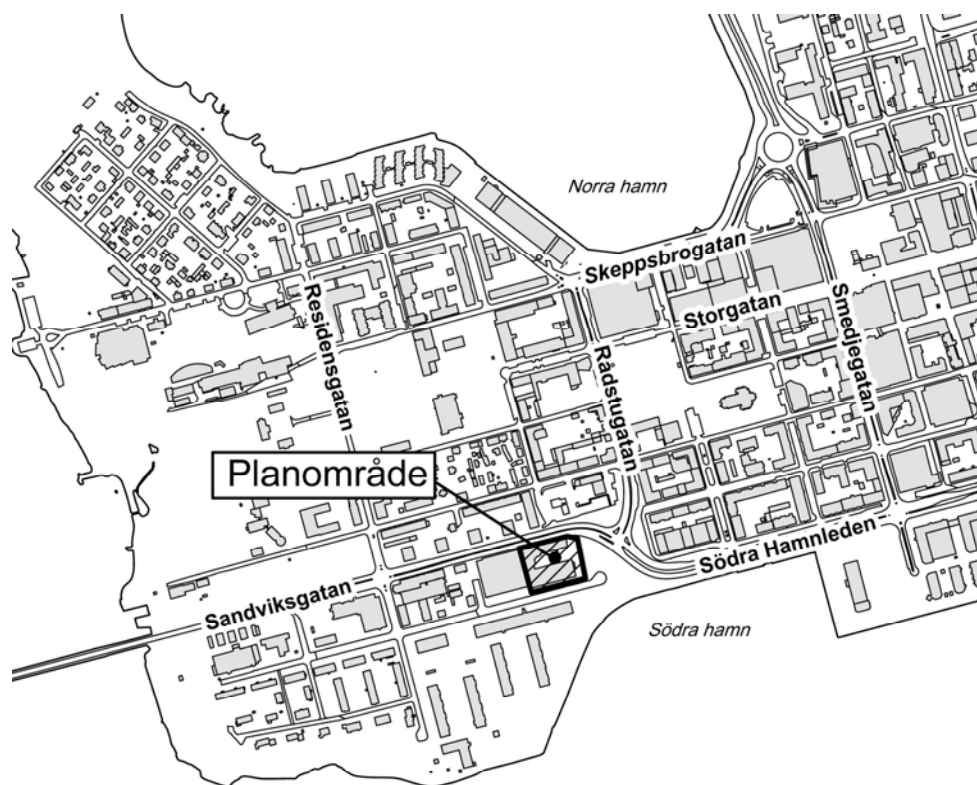 Norra hamn
Skeppsbrogatan
Storgatan
Smedjegatan
Residensgatan
Rådstugatan
Planområde
Södra Hamnleden
Sandviksgatan
Södra hamn